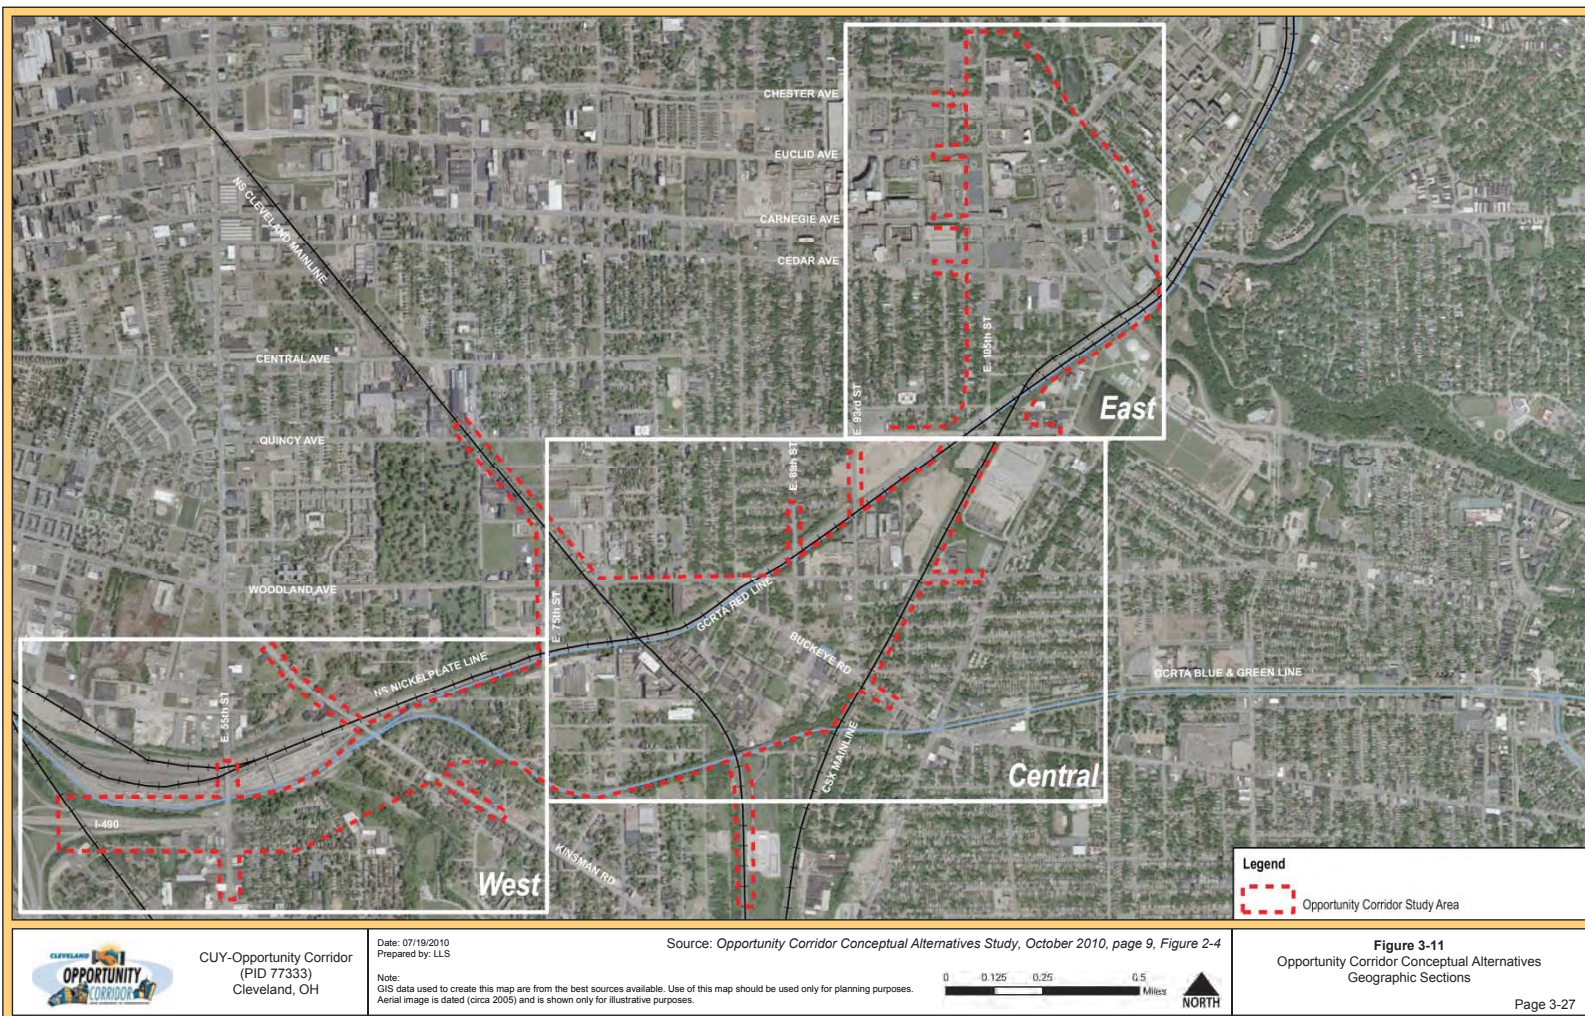 CHESTER AVE
EUCLID AVE
CARNEGIE AVE
CEDAR AVE
NS CLEVELAND MAINLINE
CENTRAL AVE
E. 105th ST
E. 93rd ST
East
QUINCY AVE
E. 89th ST
WOODLAND AVE
E. 75th ST
GCRTA RED LINE
BUCKEYE RD
NS NICKELPLATE LINE
GCRTA BLUE & GREEN LINE
E. 55th ST
CSX MAINLINE
Central
I-490
KINSMAN RD
West
Legend
Opportunity Corridor Study Area
CLEVELAND
OPPORTUNITY
CORRIDOR
CUY-Opportunity Corridor
(PID 77333)
Cleveland, OH
Date: 07/19/2010
Prepared by: LLS
Note:
GIS data used to create this map are from the best sources available. Use of this map should be used only for planning purposes.
Aerial image is dated (circa 2005) and is shown only for illustrative purposes.
Source: Opportunity Corridor Conceptual Alternatives Study, October 2010, page 9, Figure 2-4
0 0.125 0.25 0.5
Miles
NORTH
Figure 3-11
Opportunity Corridor Conceptual Alternatives
Geographic Sections
Page 3-27